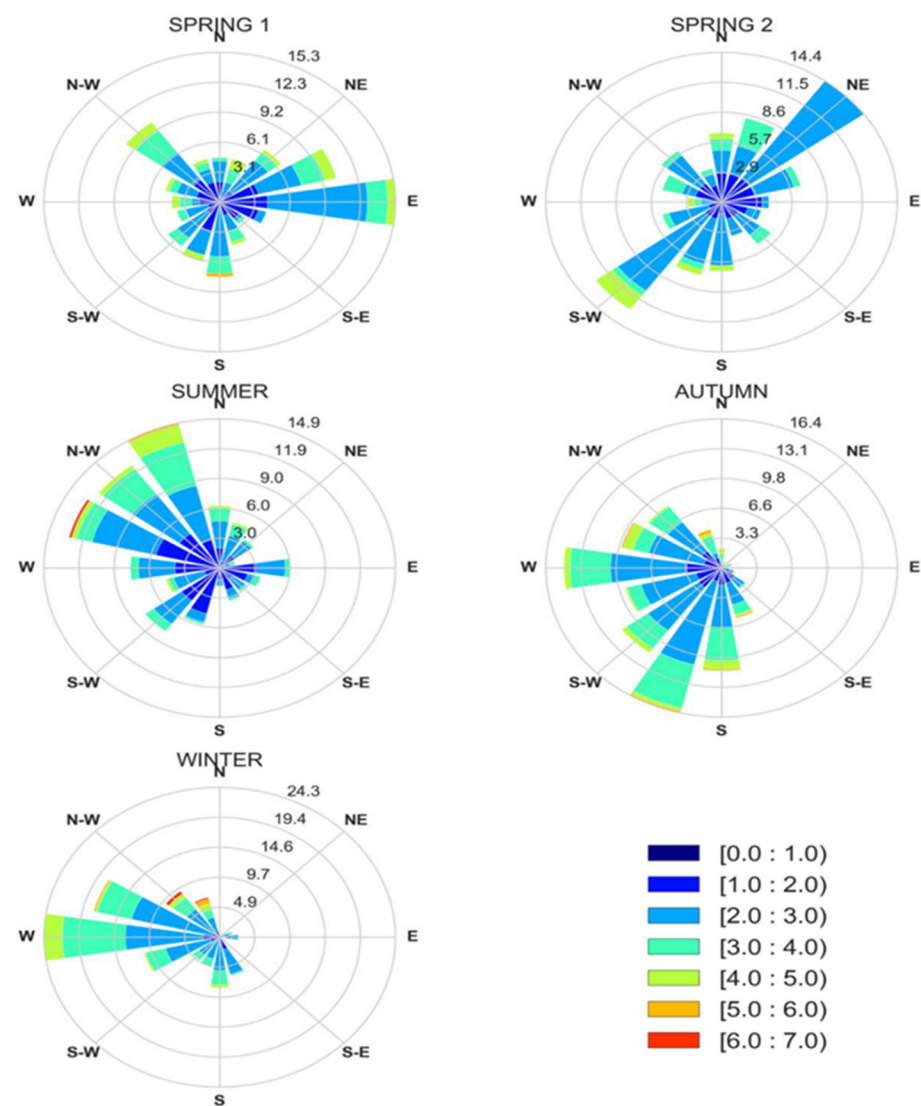 SPRING 1
N
15.3
12.3
9.2
6.1
3.1
N-W
NE
W
E
S-W
S-E
S
SPRING 2
N
14.4
11.5
8.6
5.7
2.9
N-W
NE
W
E
S-W
S-E
S
SUMMER
N
14.9
11.9
9.0
6.0
3.0
N-W
NE
W
E
S-W
S-E
S
AUTUMN
N
16.4
13.1
9.8
6.6
3.3
N-W
NE
W
E
S-W
S-E
S
WINTER
N
24.3
19.4
14.6
9.7
4.9
N-W
NE
W
E
S-W
S-E
S
[0.0 : 1.0)
[1.0 : 2.0)
[2.0 : 3.0)
[3.0 : 4.0)
[4.0 : 5.0)
[5.0 : 6.0)
[6.0 : 7.0)